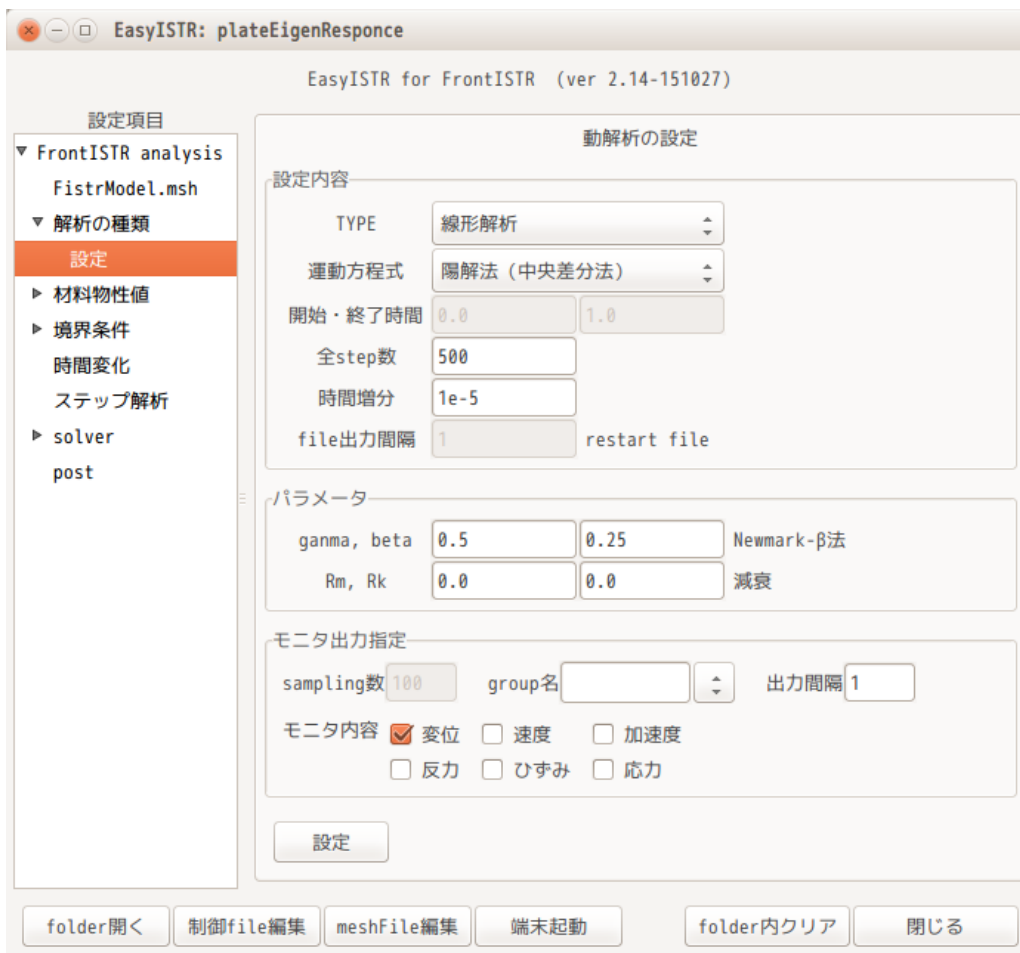 EasyISTR: plateEigenResponce
EasyISTR for FrontISTR (ver 2.14-151027)
設定項目
FrontISTR analysis
FistrModel.msh
解析の種類
設定
材料物性値
境界条件
時間変化
ステップ解析
solver
post
動解析の設定
設定内容
TYPE 線形解析
運動方程式 陽解法（中央差分法）
開始・終了時間 0.0 1.0
全step数 500
時間増分 1e-5
file出力間隔 1 restart file
パラメータ
ganma, beta 0.5 0.25 Newmark-β法
Rm, Rk 0.0 0.0 減衰
モニタ出力指定
sampling数 100 group名 出力間隔 1
モニタ内容 変位 速度 加速度
反力 ひずみ 応力
設定
folder開く 制御file編集 meshFile編集 端末起動 folder内クリア 閉じる